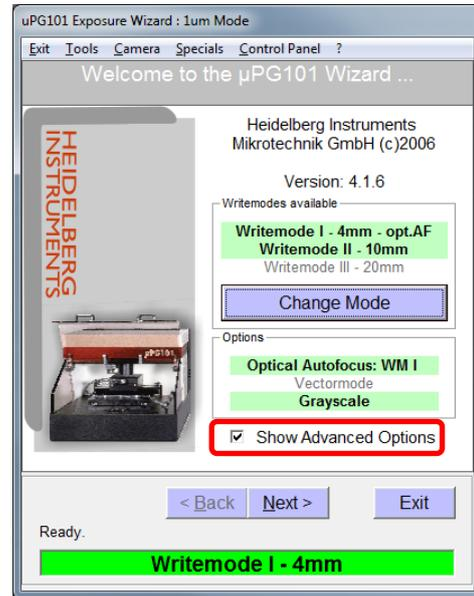 uPG101 Exposure Wizard : 1um Mode
Exit Tools Camera Specials Control Panel ?
Welcome to the µPG101 Wizard ...
HEIDELBERG
INSTRUMENTS
µPG101
Heidelberg Instruments
Mikrotechnik GmbH (c)2006
Version: 4.1.6
Writemodes available
Writemode I - 4mm - opt.AF
Writemode II - 10mm
Writemode III - 20mm
Change Mode
Options
Optical Autofocus: WM I
Vectormode
Grayscale
Show Advanced Options
< Back Next > Exit
Ready.
Writemode I - 4mm